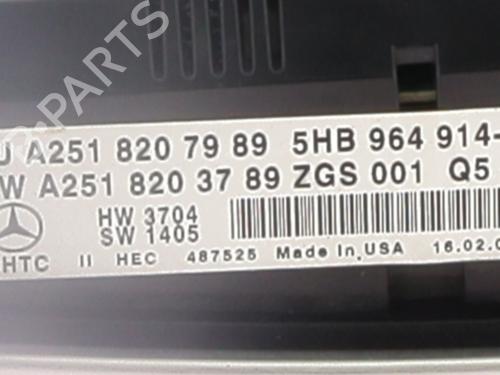 PARTS
U A251 820 79 89 5HB 964 914-
W A251 820 37 89 ZGS 001 Q5
HW 3704
SW 1405
HTC II HEC 487525 Made In USA 16.02.0